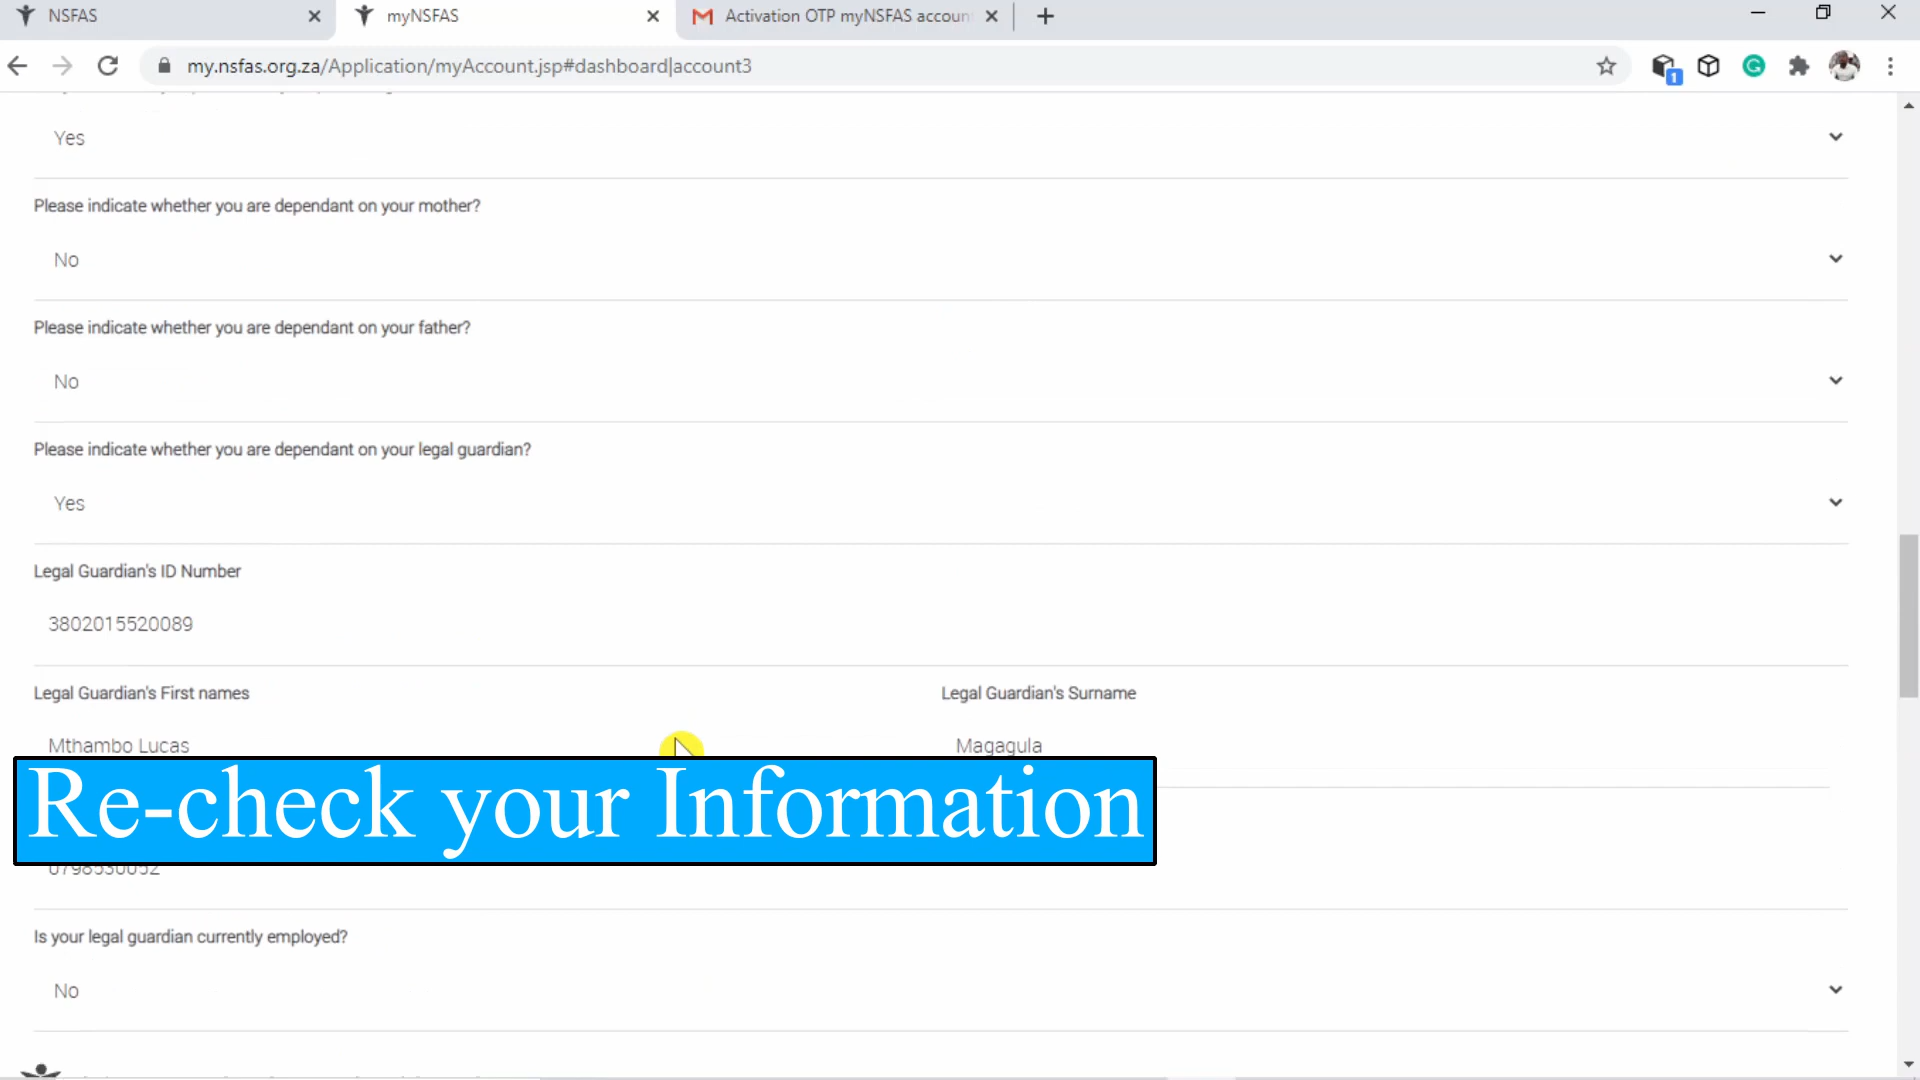 NSFAS
myNSFAS
Activation OTP myNSFAS accoun
my.nsfas.org.za/Application/myAccount.jsp#dashboard|account3
1
Yes
Please indicate whether you are dependant on your mother?
No
Please indicate whether you are dependant on your father?
No
Please indicate whether you are dependant on your legal guardian?
Yes
Legal Guardian's ID Number
3802015520089
Legal Guardian's First names
Legal Guardian's Surname
Mthambo Lucas
Magagula
Re-check your Information
0798530052
Is your legal guardian currently employed?
No